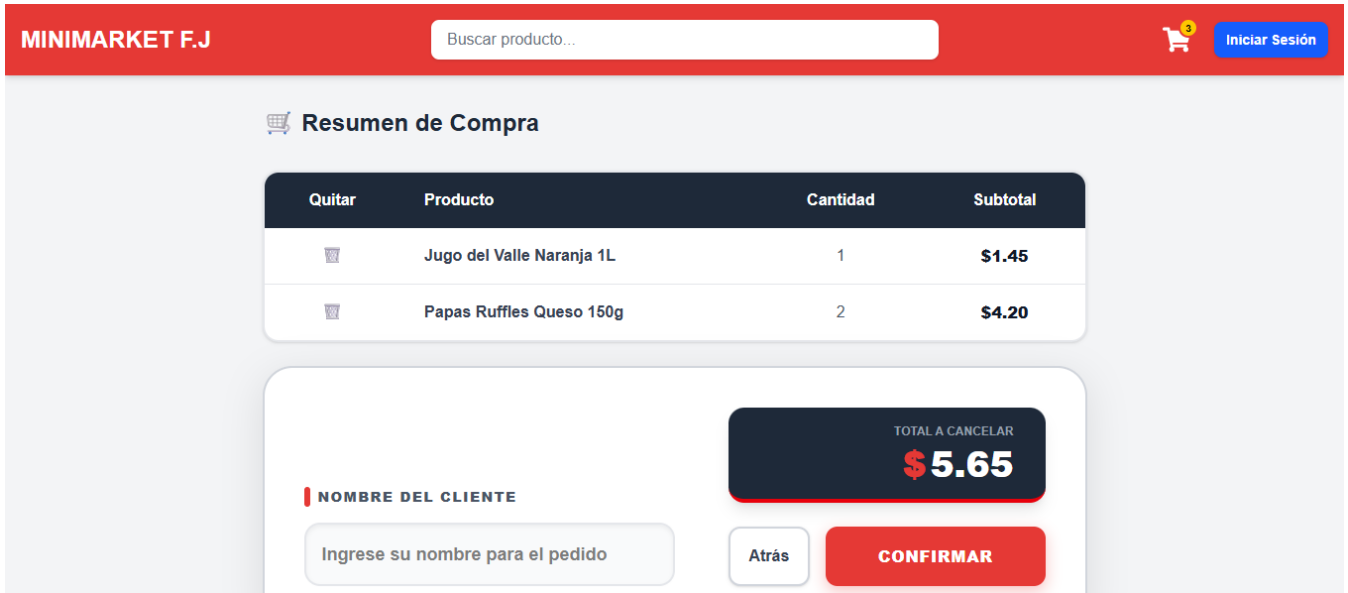 MINIMARKET F.J
Buscar producto...
3
Iniciar Sesión
Resumen de Compra
Quitar Producto Cantidad Subtotal
Jugo del Valle Naranja 1L 1 $1.45
Papas Ruffles Queso 150g 2 $4.20
TOTAL A CANCELAR
$5.65
NOMBRE DEL CLIENTE
Ingrese su nombre para el pedido
Atrás
CONFIRMAR